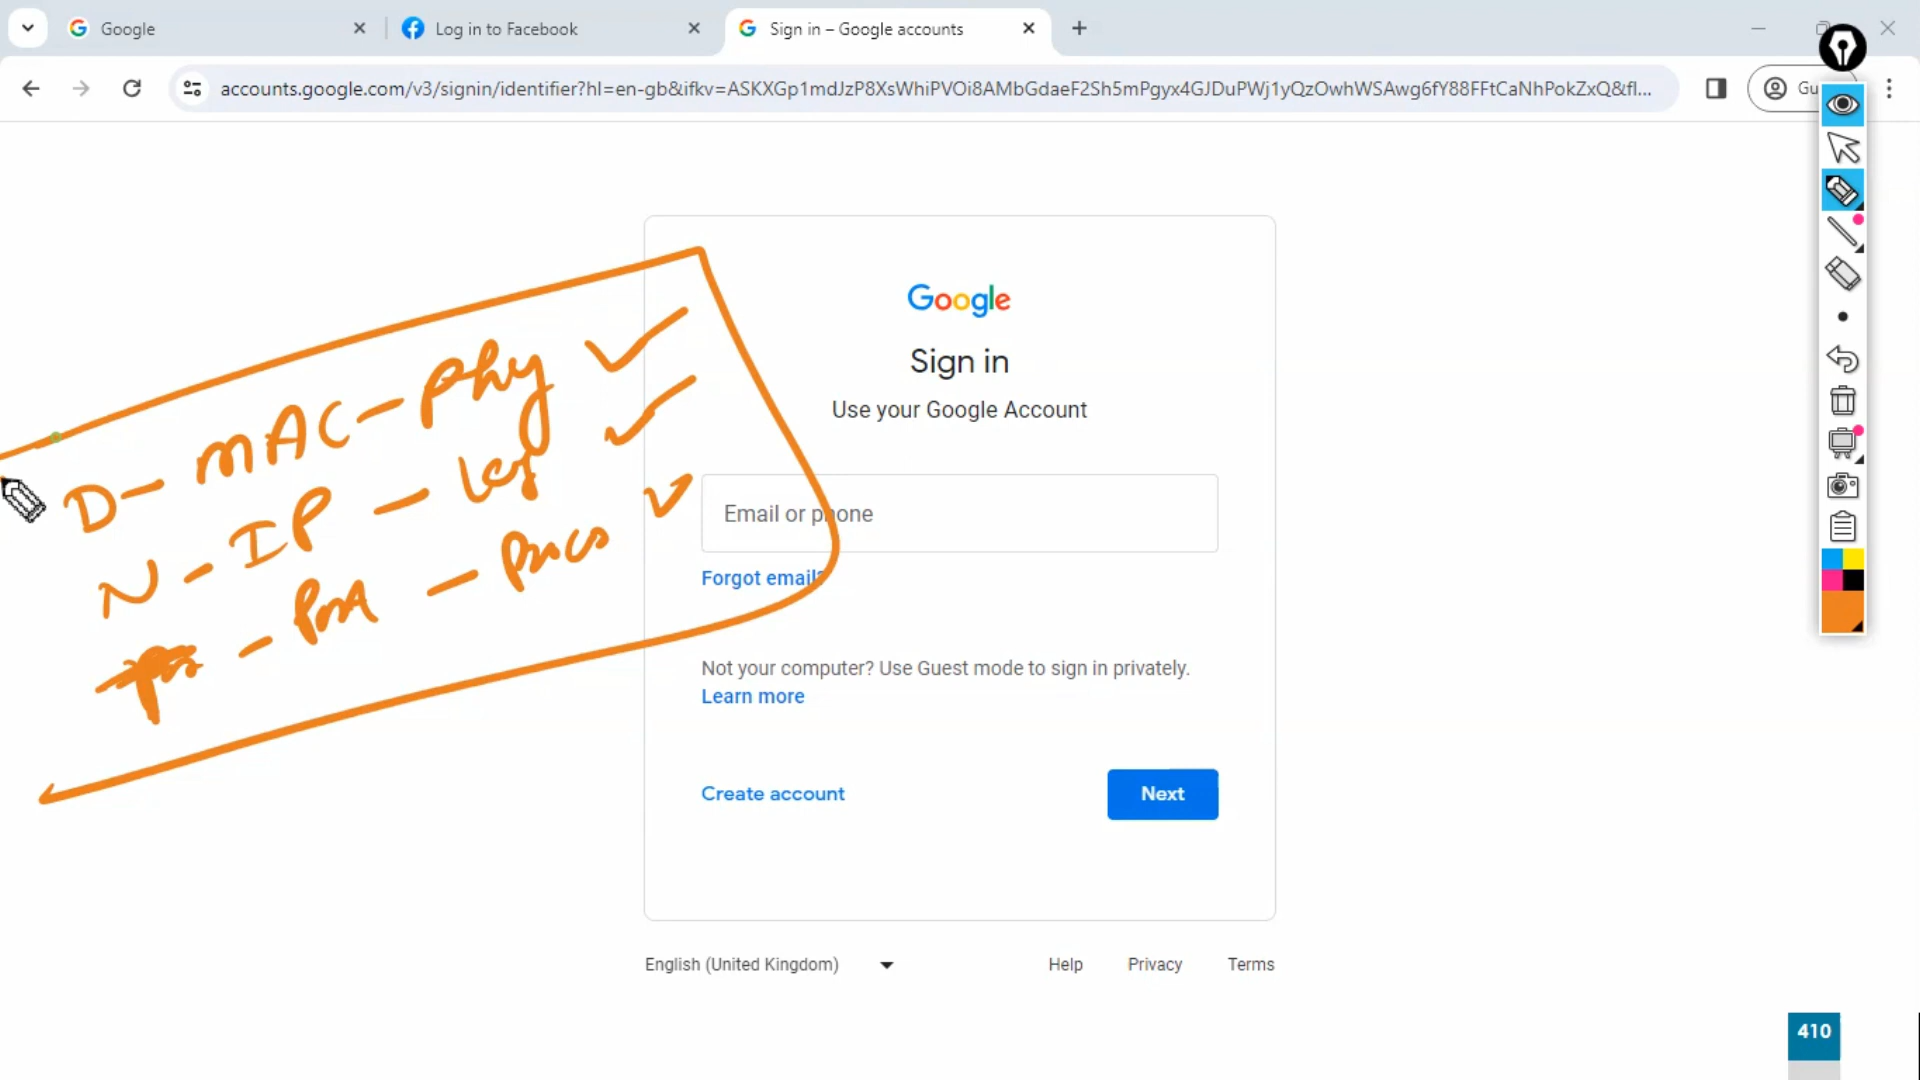 Google
Log in to Facebook
Sign in – Google accounts
accounts.google.com/v3/signin/identifier?hl=en-gb&ifkv=ASKXGp1mdJzP8XsWhiPVOi8AMbGdaeF2Sh5mPgyx4GJDuPWj1yQzOwhWSAwg6fY88FFtCaNhPokZxQ&fl...
Gu
Google
Sign in
Use your Google Account
D - MAC - Phy
N - IP - Log
Email or phone
Forgot email?
Not your computer? Use Guest mode to sign in privately.
Learn more
Create account
Next
English (United Kingdom)
Help Privacy Terms
410